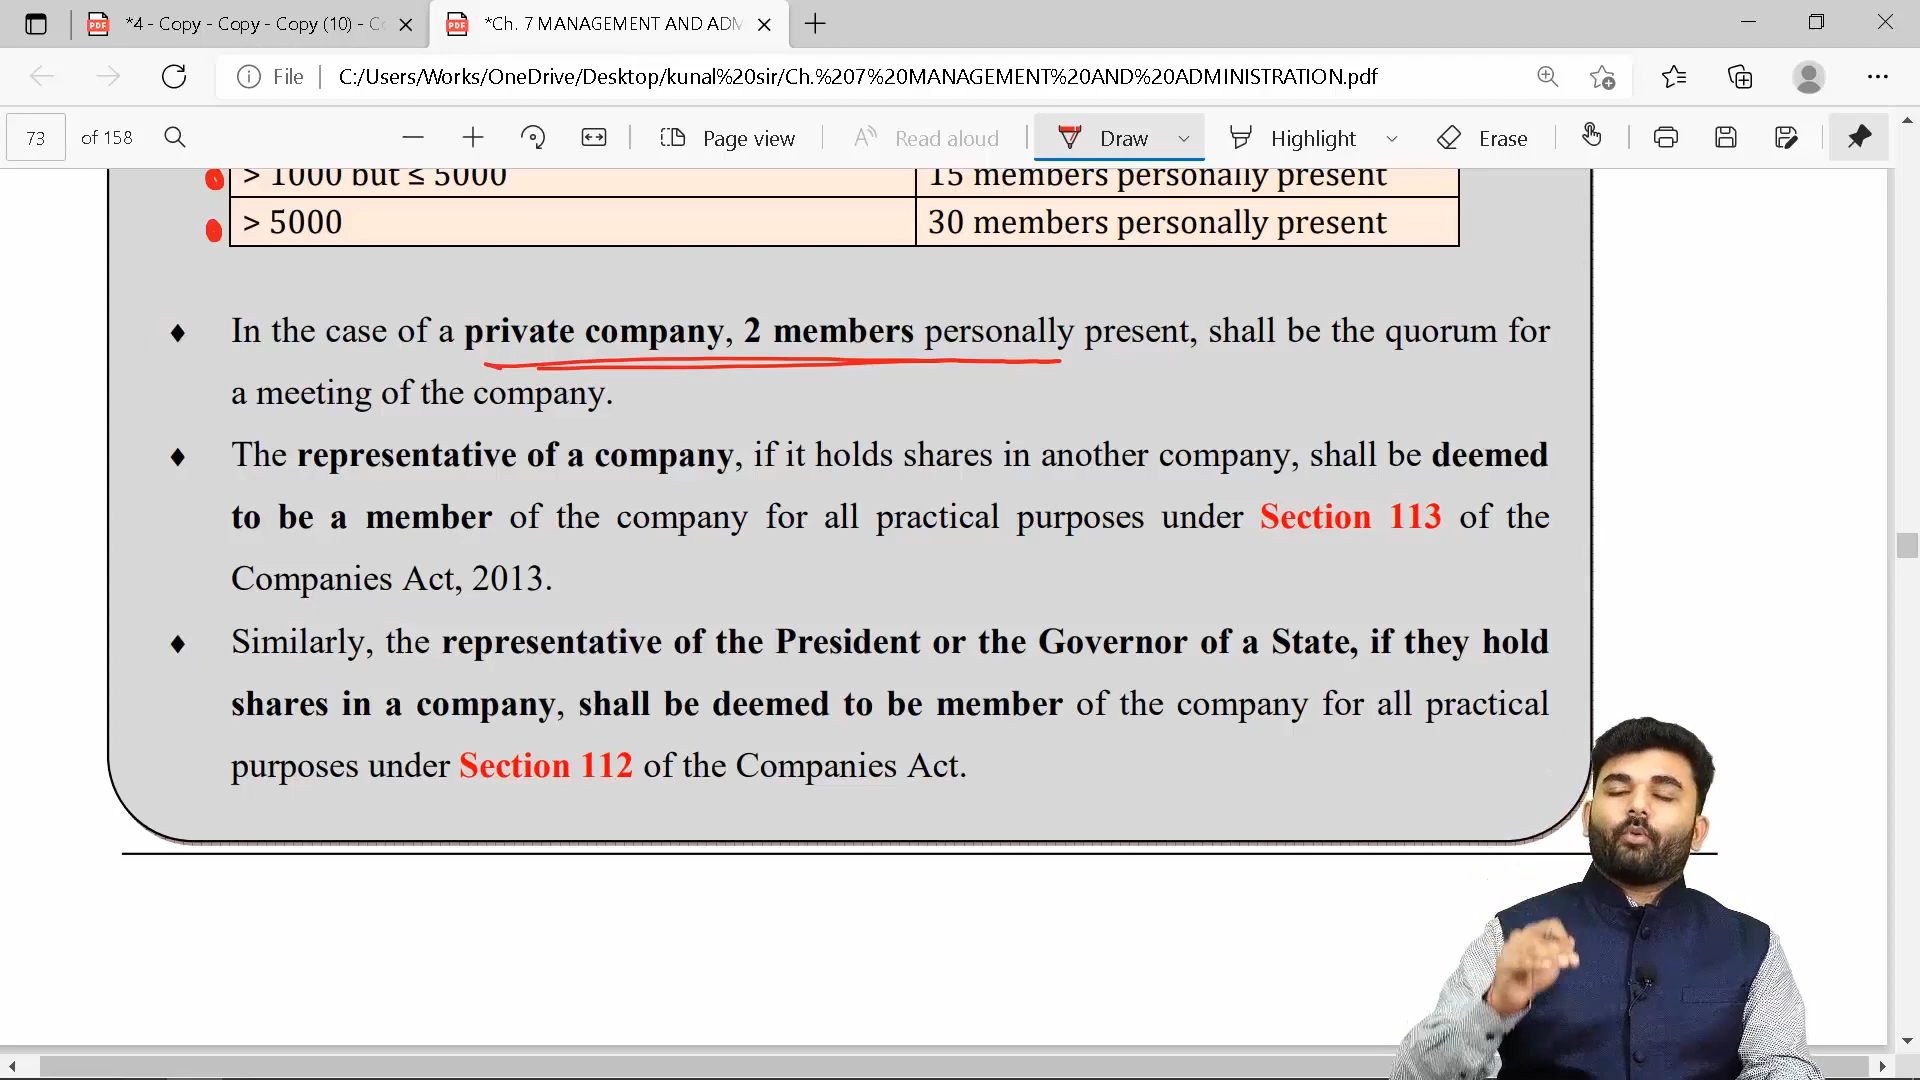 *4 - Copy - Copy - Copy (10) - C
*Ch. 7 MANAGEMENT AND ADM
File
C:/Users/Works/OneDrive/Desktop/kunal%20sir/Ch.%207%20MANAGEMENT%20AND%20ADMINISTRATION.pdf
73 of 158
Page view
Read aloud
Draw
Highlight
Erase
> 1000 but ≤ 5000 15 members personally present
> 5000 30 members personally present
♦ In the case of a private company, 2 members personally present, shall be the quorum for
a meeting of the company.
♦ The representative of a company, if it holds shares in another company, shall be deemed
to be a member of the company for all practical purposes under Section 113 of the
Companies Act, 2013.
♦ Similarly, the representative of the President or the Governor of a State, if they hold
shares in a company, shall be deemed to be member of the company for all practical
purposes under Section 112 of the Companies Act.